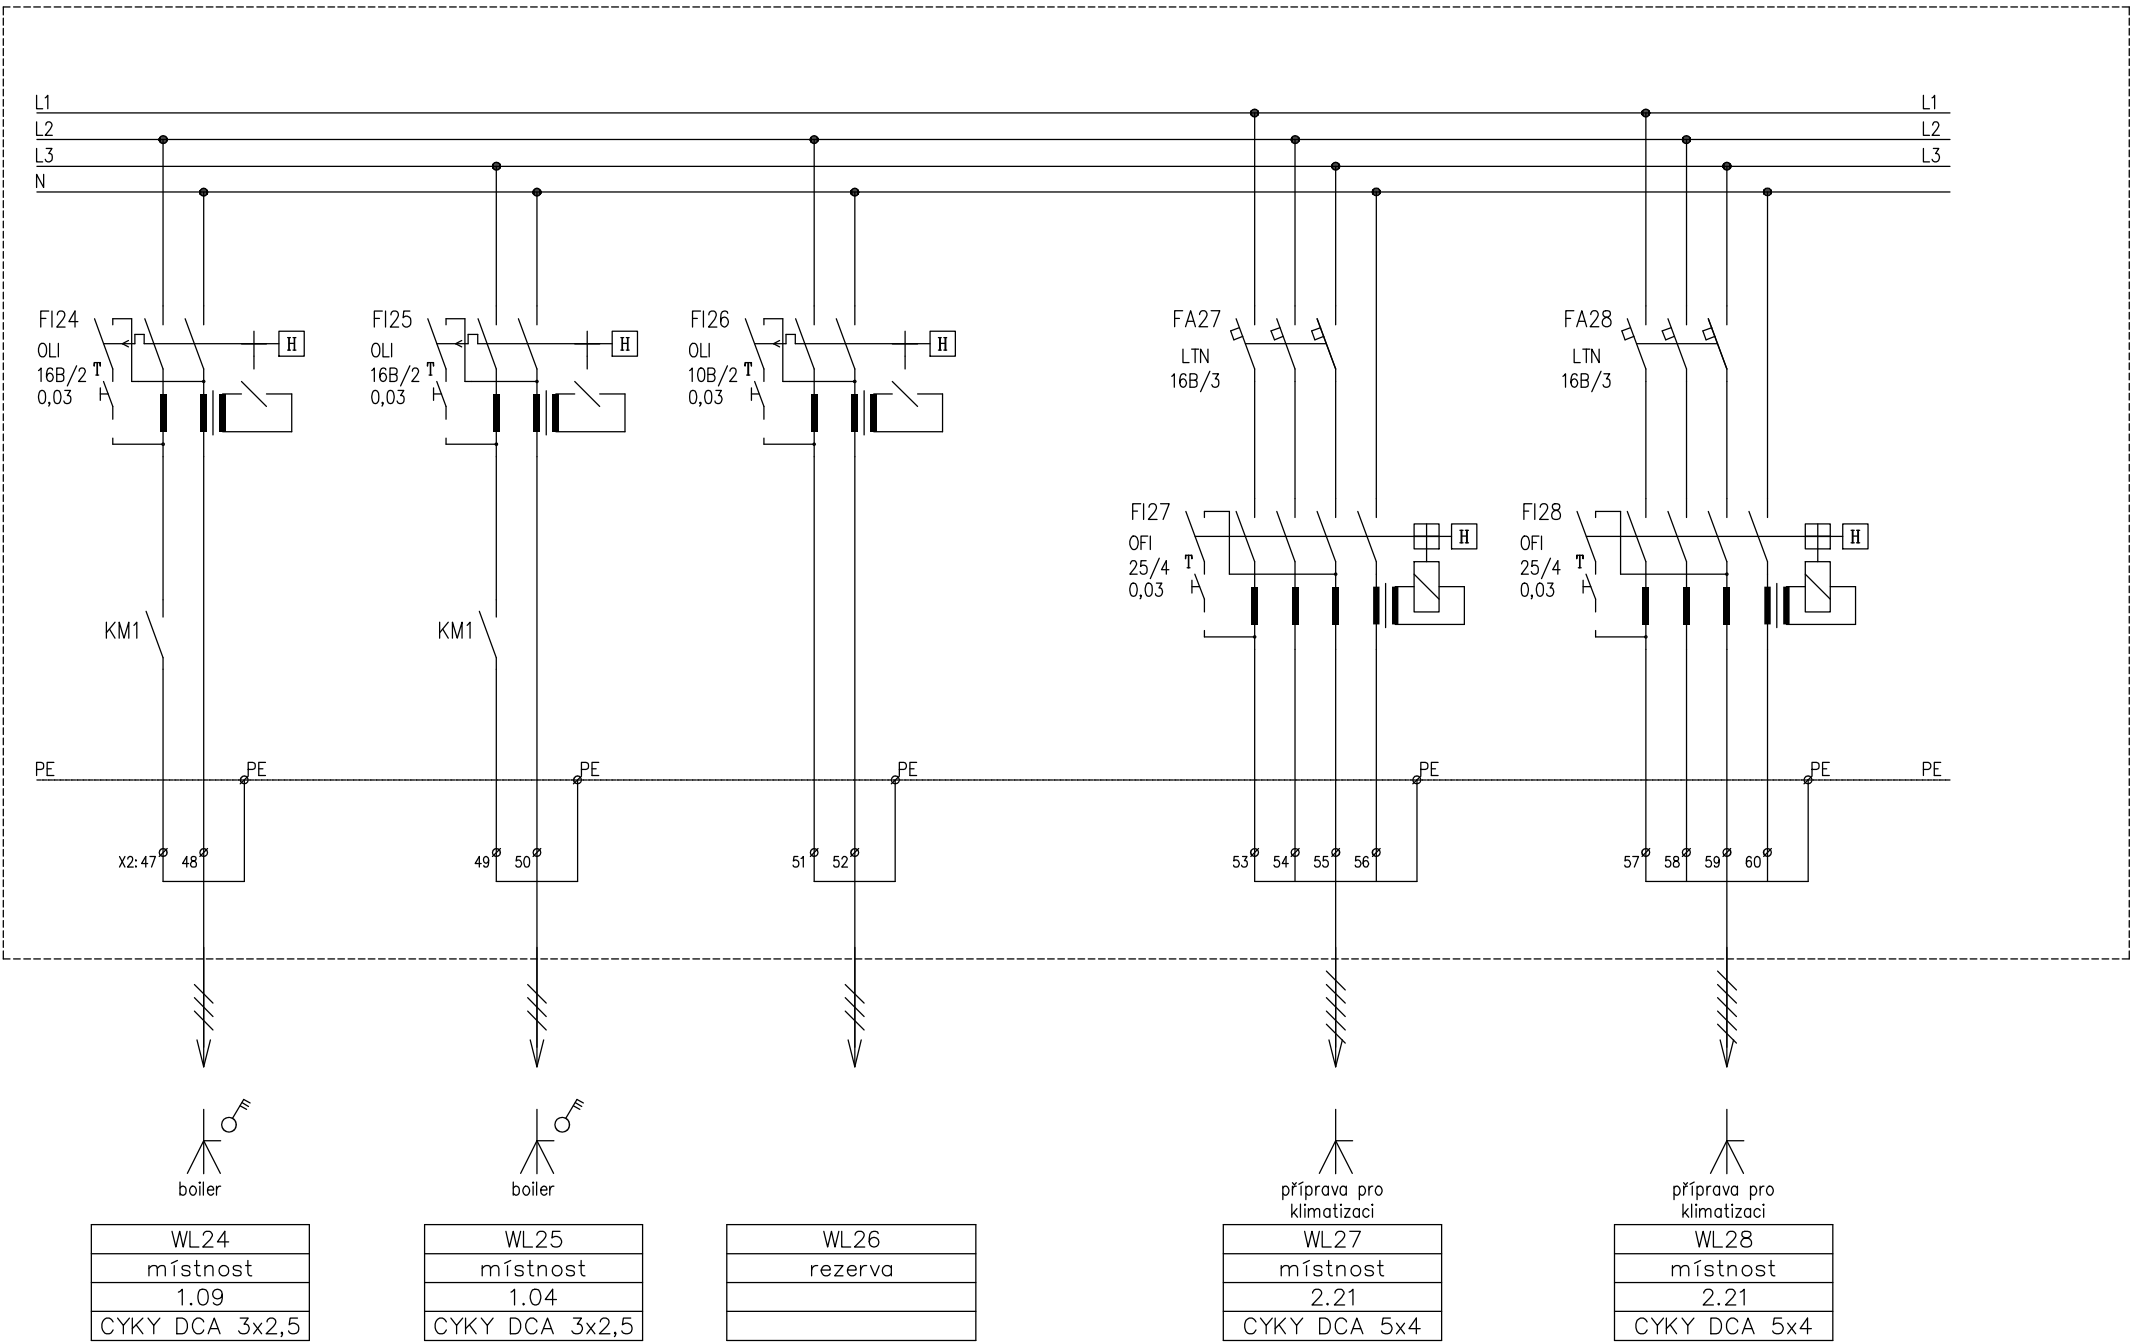 L1 L1
L2 L2
L3 L3
N
FI24 FI25 FI26 FA27 FA28
H H H
OLI OLI OLI LTN LTN
16B/2 T 16B/2 T 10B/2 T 16B/3 16B/3
0,03 0,03 0,03
FI27 FI28
H H
OFI OFI
25/4 T 25/4 T
0,03 0,03
KM1 KM1
PE PE PE PE PE PE PE
X2: 47 48 49 50 51 52 53 54 55 56 57 58 59 60
boiler boiler příprava pro příprava pro
klimatizaci klimatizaci
WL24 WL25 WL26 WL27 WL28
místnost místnost rezerva místnost místnost
1.09 1.04 2.21 2.21
CYKY DCA 3x2,5 CYKY DCA 3x2,5 CYKY DCA 5x4 CYKY DCA 5x4